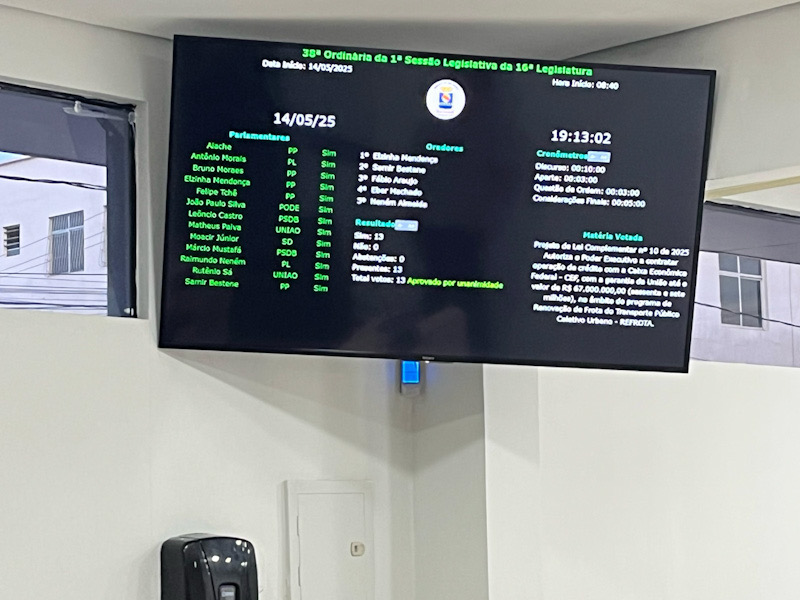 38ª Ordinária da 1ª Sessão Legislativa da 16ª Legislatura
Data Início: 14/05/2025
Hora Início: 08:40
14/05/25
19:13:02
Parlamentares
Aiache PP Sim
Antônio Morais PL Sim
Bruno Moraes PP Sim
Elzinha Mendonça PP Sim
Felipe Tchê PP Sim
João Paulo Silva PODE Sim
Leôncio Castro PSDB Sim
Matheus Paiva UNIAO Sim
Moacir Júnior SD Sim
Márcio Mustafá PSDB Sim
Raimundo Neném PL Sim
Rutênio Sá UNIAO Sim
Samir Bestene PP Sim
Oradores
1º Elzinha Mendonça
2º Samir Bestene
3º Fábio Araujo
4º Eber Machado
5º Neném Almeida
Resultado
Sim: 13
Não: 0
Abstenções: 0
Presentes: 13
Total votos: 13 Aprovado por unanimidade
Cronômetros
Discurso: 00:10:00
Aparte: 00:03:00
Questão de Ordem: 00:03:00
Considerações Finais: 00:05:00
Matéria Votada
Projeto de Lei Complementar nº 10 de 2025
Autoriza o Poder Executivo a contratar
operação de crédito com a Caixa Econômica
Federal - CEF, com a garantia da União até o
valor de R$ 67.000.000,00 (sessenta e sete
milhões), no âmbito do programa de
Renovação de Frota do Transporte Público
Coletivo Urbano - REFROTA.